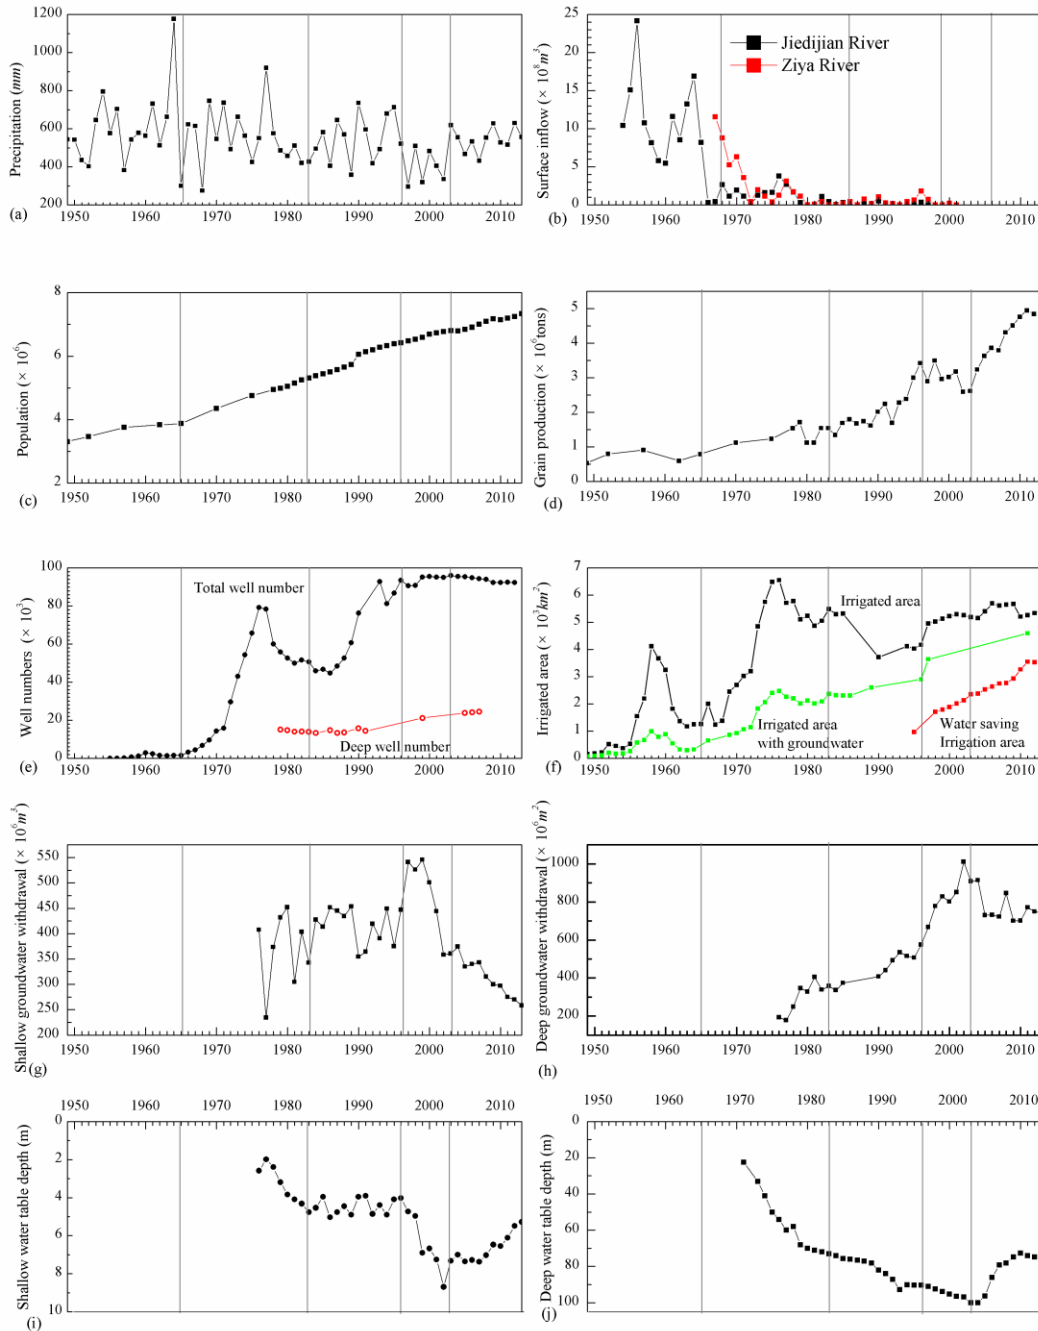 1200
1000
800
600
400
200
Precipitation (mm)
1950 1960 1970 1980 1990 2000 2010
(a)
25
20
15
10
5
0
Surface inflow (× 10⁸m³)
Jiedijian River
Ziya River
1950 1960 1970 1980 1990 2000 2010
(b)
8
6
4
2
Population (× 10⁶)
1950 1960 1970 1980 1990 2000 2010
(c)
5
4
3
2
1
0
Grain production (× 10⁶tons)
1950 1960 1970 1980 1990 2000 2010
(d)
100
80
60
40
20
0
Well numbers (× 10³)
Total well number
Deep well number
1950 1960 1970 1980 1990 2000 2010
(e)
7
6
5
4
3
2
1
0
Irrigated area (× 10³km²)
Irrigated area
Irrigated area
with groundwater
Water saving
Irrigation area
1950 1960 1970 1980 1990 2000 2010
(f)
550
500
450
400
350
300
250
200
Shallow groundwater withdrawal (× 10⁶m³)
1950 1960 1970 1980 1990 2000 2010
(g)
1000
800
600
400
200
Deep groundwater withdrawal (× 10⁶m²)
1950 1960 1970 1980 1990 2000 2010
(h)
1950 1960 1970 1980 1990 2000 2010
0
2
4
6
8
10
Shallow water table depth (m)
(i)
1950 1960 1970 1980 1990 2000 2010
0
20
40
60
80
100
Deep water table depth (m)
(j)